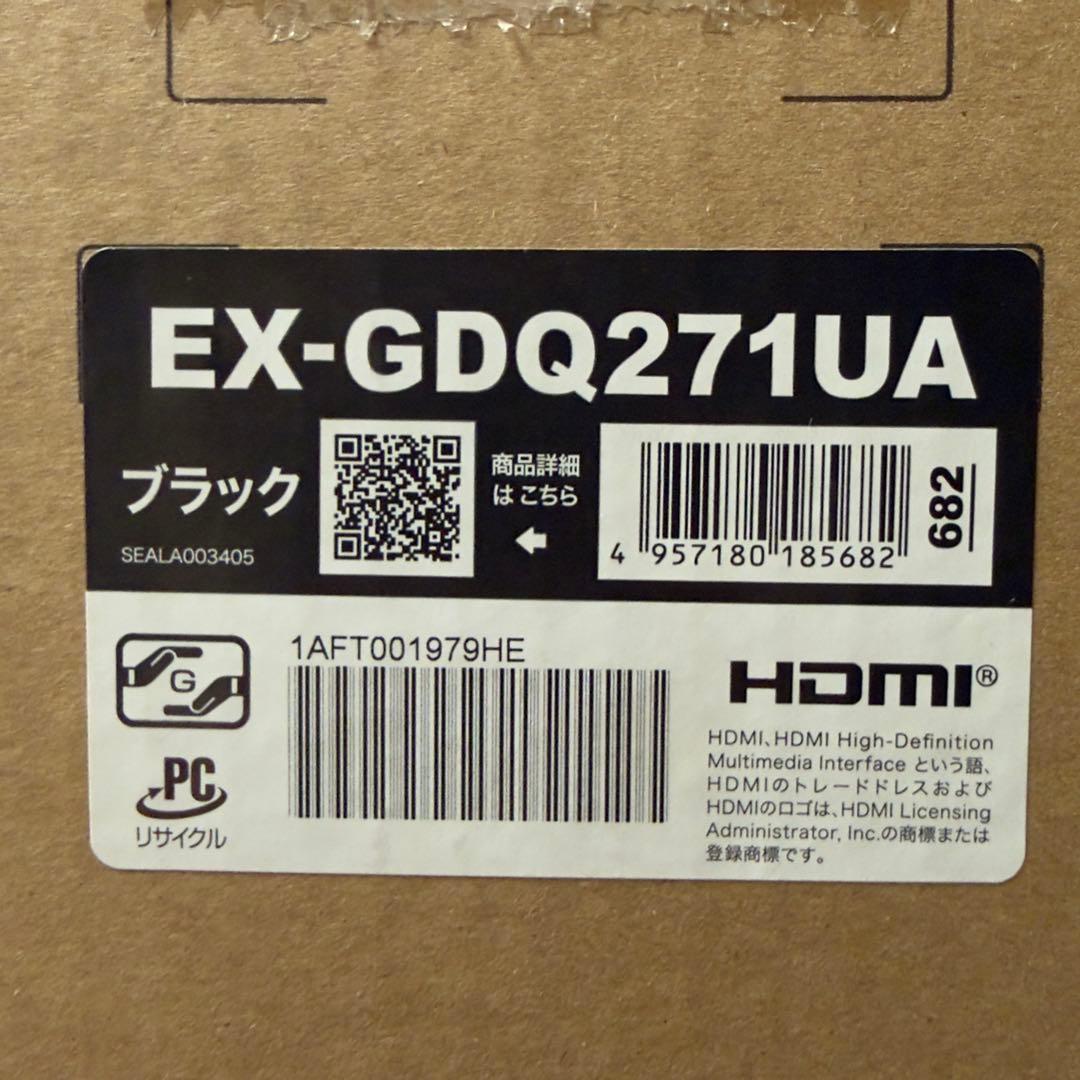 EX-GDQ271UA
ブラック
SEALA003405
商品詳細
は こちら
4 957180 185682
682
1AFT001979HE
G
PC
リサイクル
HDMI®
HDMI、HDMI High-Definition
Multimedia Interface という語、
HDMIのトレードドレスおよび
HDMIのロゴは、HDMI Licensing
Administrator, Inc.の商標または
登録商標です。